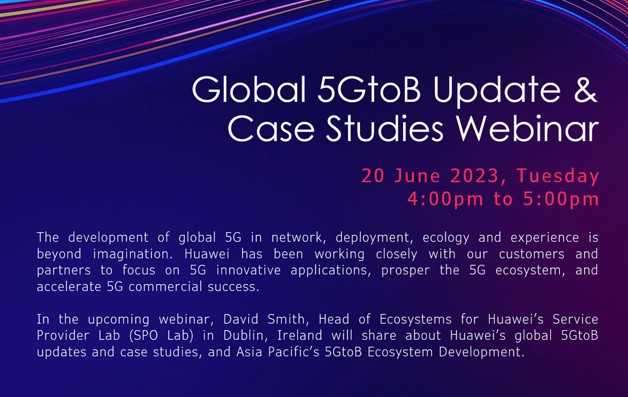 Global 5GtoB Update &
Case Studies Webinar
20 June 2023, Tuesday
4:00pm to 5:00pm
The development of global 5G in network, deployment, ecology and experience is
beyond imagination. Huawei has been working closely with our customers and
partners to focus on 5G innovative applications, prosper the 5G ecosystem, and
accelerate 5G commercial success.
In the upcoming webinar, David Smith, Head of Ecosystems for Huawei's Service
Provider Lab (SPO Lab) in Dublin, Ireland will share about Huawei's global 5GtoB
updates and case studies, and Asia Pacific's 5GtoB Ecosystem Development.